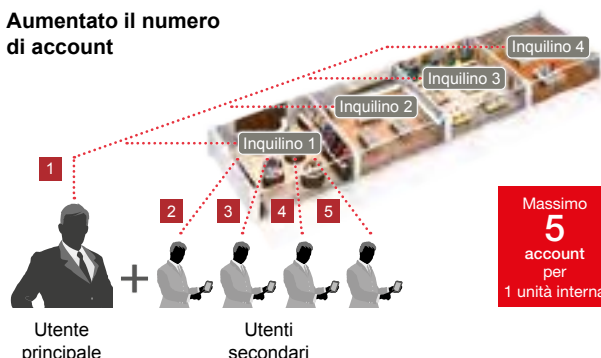 Aumentato il numero
di account
Inquilino 4
Inquilino 3
Inquilino 2
Inquilino 1
1
2
3
4
5
Massimo
5
account
per
1 unità interna
+
Utente
principale
Utenti
secondari